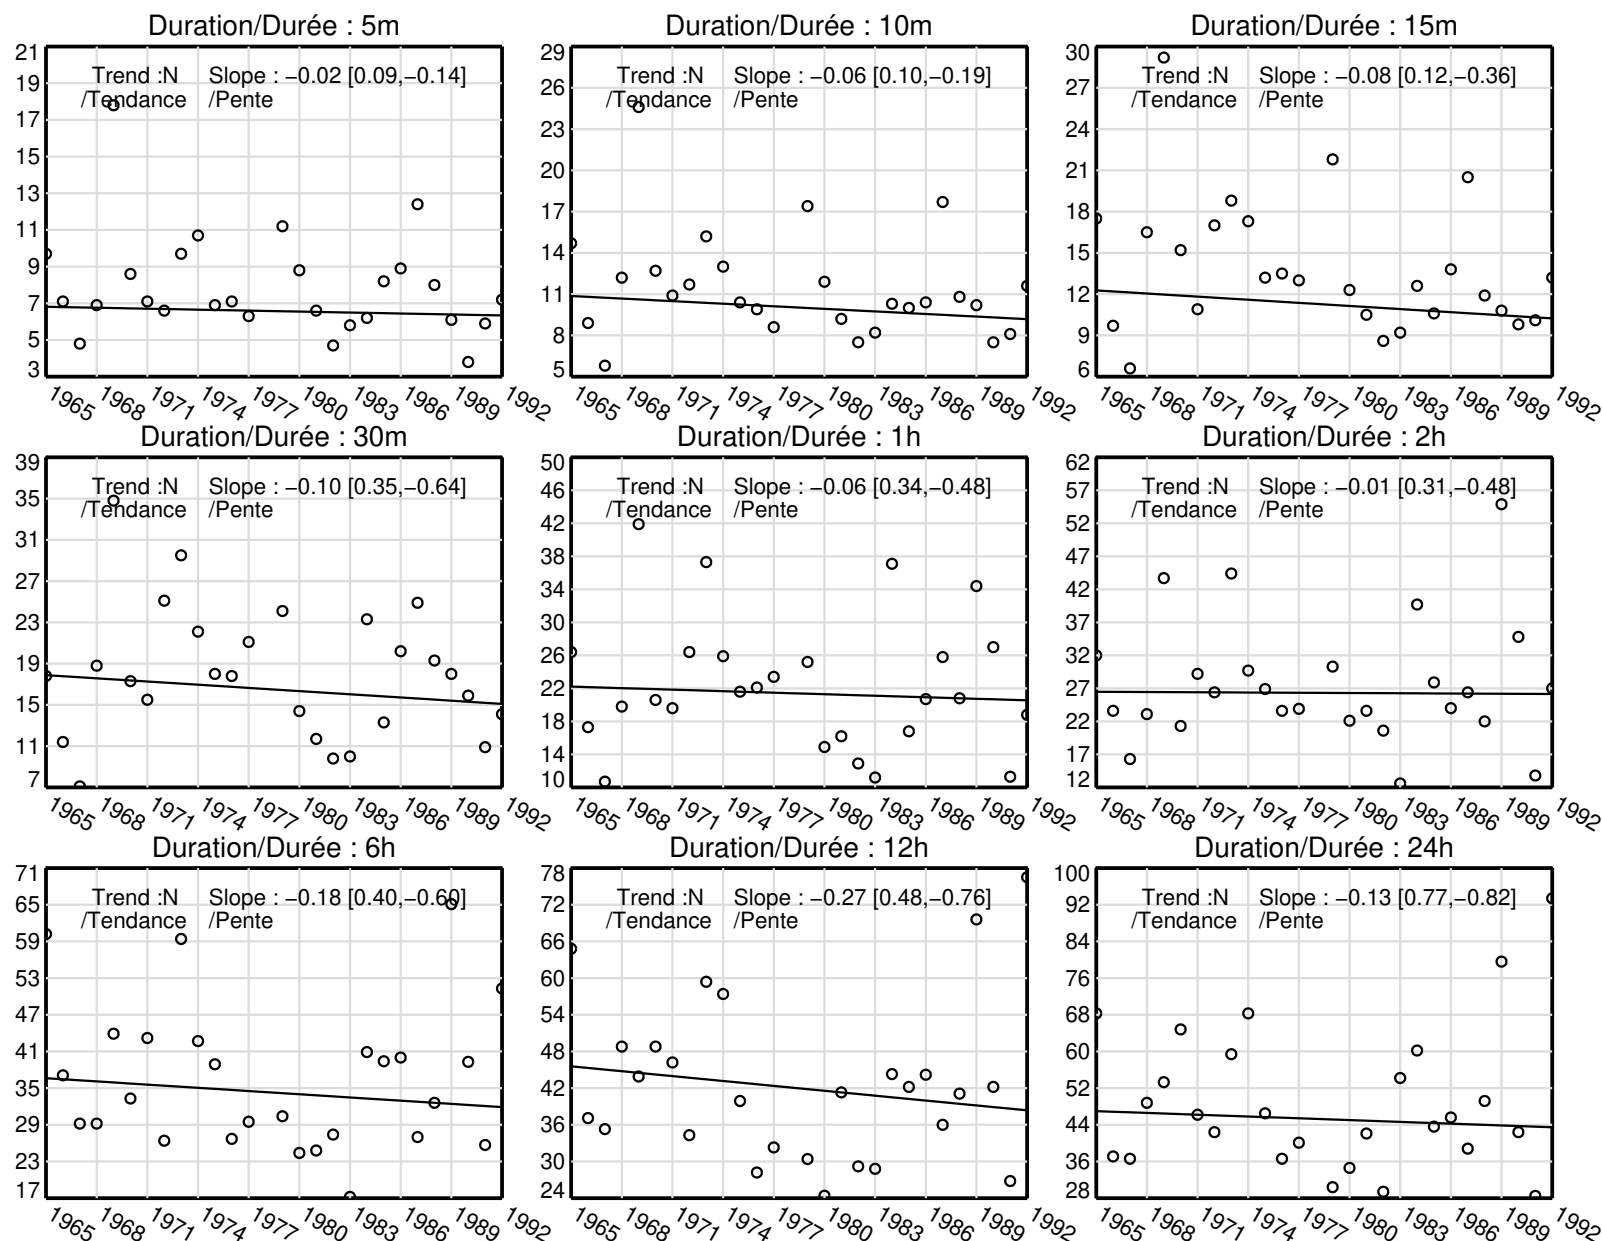 Duration/Durée : 5m
21
19
17
15
13
11
9
7
5
3
Trend :N Slope : −0.02 [0.09,−0.14]
/Tendance /Pente
1965 1968 1971 1974 1977 1980 1983 1986 1989 1992
Duration/Durée : 10m
29
26
23
20
17
14
11
8
5
Trend :N Slope : −0.06 [0.10,−0.19]
/Tendance /Pente
1965 1968 1971 1974 1977 1980 1983 1986 1989 1992
Duration/Durée : 15m
30
27
24
21
18
15
12
9
6
Trend :N Slope : −0.08 [0.12,−0.36]
/Tendance /Pente
1965 1968 1971 1974 1977 1980 1983 1986 1989 1992
Duration/Durée : 30m
39
35
31
27
23
19
15
11
7
Trend :N Slope : −0.10 [0.35,−0.64]
/Tendance /Pente
1965 1968 1971 1974 1977 1980 1983 1986 1989 1992
Duration/Durée : 1h
50
46
42
38
34
30
26
22
18
14
10
Trend :N Slope : −0.06 [0.34,−0.48]
/Tendance /Pente
1965 1968 1971 1974 1977 1980 1983 1986 1989 1992
Duration/Durée : 2h
62
57
52
47
42
37
32
27
22
17
12
Trend :N Slope : −0.01 [0.31,−0.48]
/Tendance /Pente
1965 1968 1971 1974 1977 1980 1983 1986 1989 1992
Duration/Durée : 6h
71
65
59
53
47
41
35
29
23
17
Trend :N Slope : −0.18 [0.40,−0.60]
/Tendance /Pente
1965 1968 1971 1974 1977 1980 1983 1986 1989 1992
Duration/Durée : 12h
78
72
66
60
54
48
42
36
30
24
Trend :N Slope : −0.27 [0.48,−0.76]
/Tendance /Pente
1965 1968 1971 1974 1977 1980 1983 1986 1989 1992
Duration/Durée : 24h
100
92
84
76
68
60
52
44
36
28
Trend :N Slope : −0.13 [0.77,−0.82]
/Tendance /Pente
1965 1968 1971 1974 1977 1980 1983 1986 1989 1992